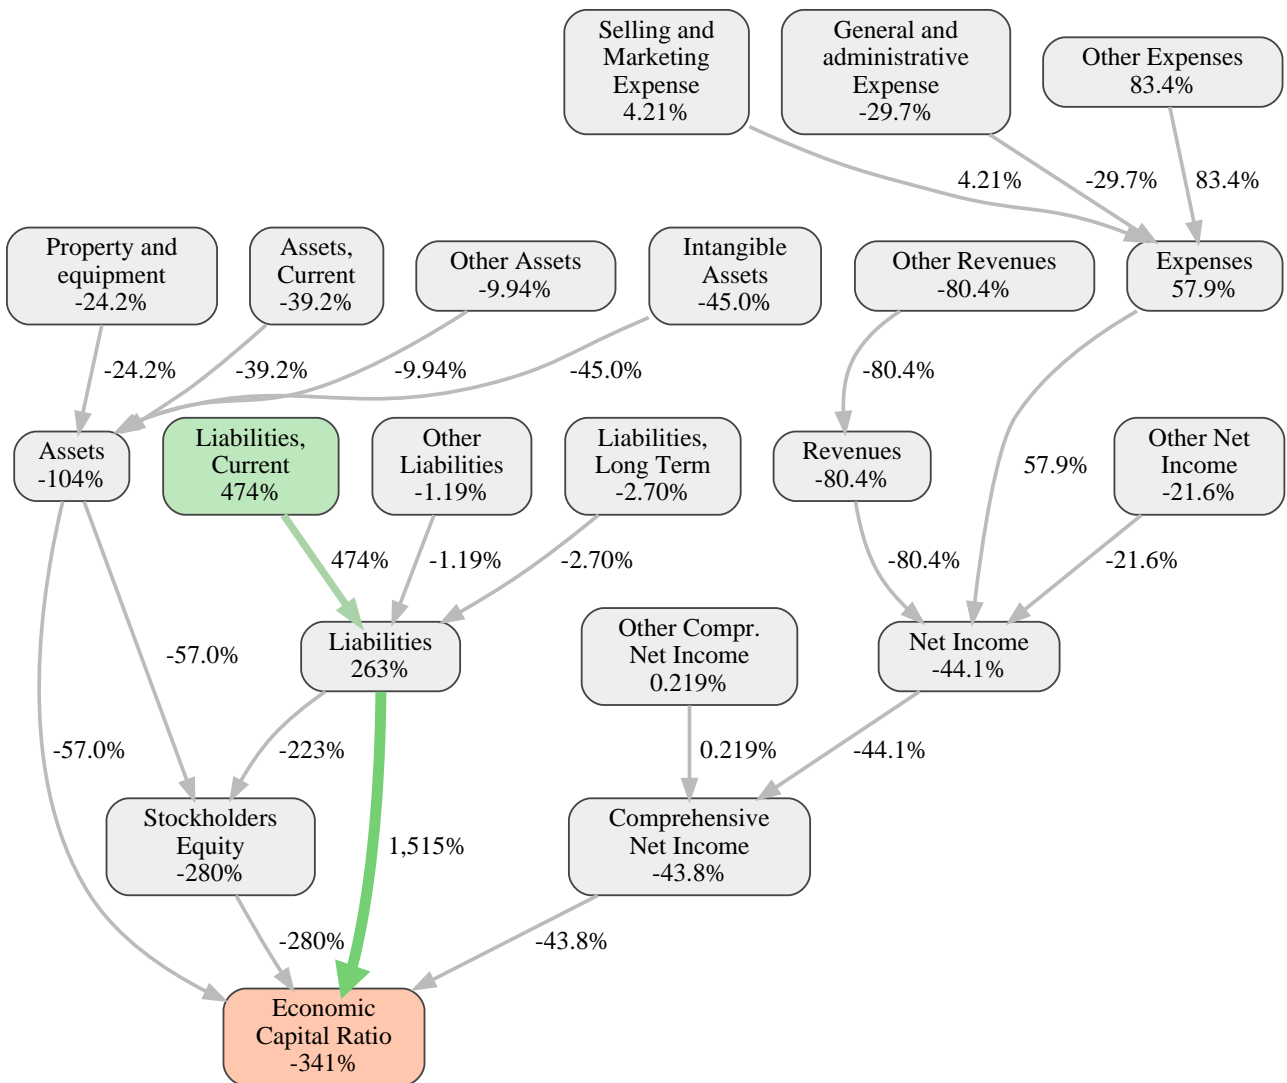 Selling and
Marketing
Expense
4.21%
General and
administrative
Expense
-29.7%
Other Expenses
83.4%
4.21%
-29.7%
83.4%
Property and
equipment
-24.2%
Assets,
Current
-39.2%
Other Assets
-9.94%
Intangible
Assets
-45.0%
Other Revenues
-80.4%
Expenses
57.9%
-24.2%
-39.2%
-9.94%
-45.0%
-80.4%
Assets
-104%
Liabilities,
Current
474%
Other
Liabilities
-1.19%
Liabilities,
Long Term
-2.70%
Revenues
-80.4%
57.9%
Other Net
Income
-21.6%
474%
-1.19%
-2.70%
-80.4%
-21.6%
-57.0%
Liabilities
263%
Other Compr.
Net Income
0.219%
Net Income
-44.1%
-57.0%
-223%
0.219%
-44.1%
Stockholders
Equity
-280%
1,515%
Comprehensive
Net Income
-43.8%
-280%
-43.8%
Economic
Capital Ratio
-341%